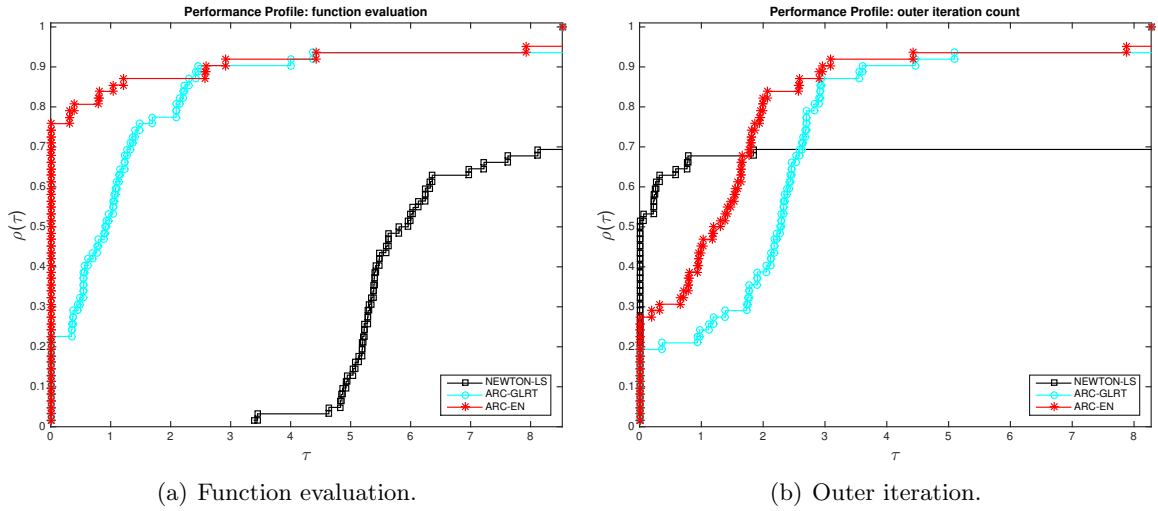 Performance Profile: function evaluation
1
0.9
0.8
0.7
0.6
0.5
0.4
0.3
0.2
0.1
0
ρ(τ)
0 1 2 3 4 5 6 7 8
τ
NEWTON-LS
ARC-GLRT
ARC-EN
(a) Function evaluation.
Performance Profile: outer iteration count
1
0.9
0.8
0.7
0.6
0.5
0.4
0.3
0.2
0.1
0
ρ(τ)
0 1 2 3 4 5 6 7 8
τ
NEWTON-LS
ARC-GLRT
ARC-EN
(b) Outer iteration.